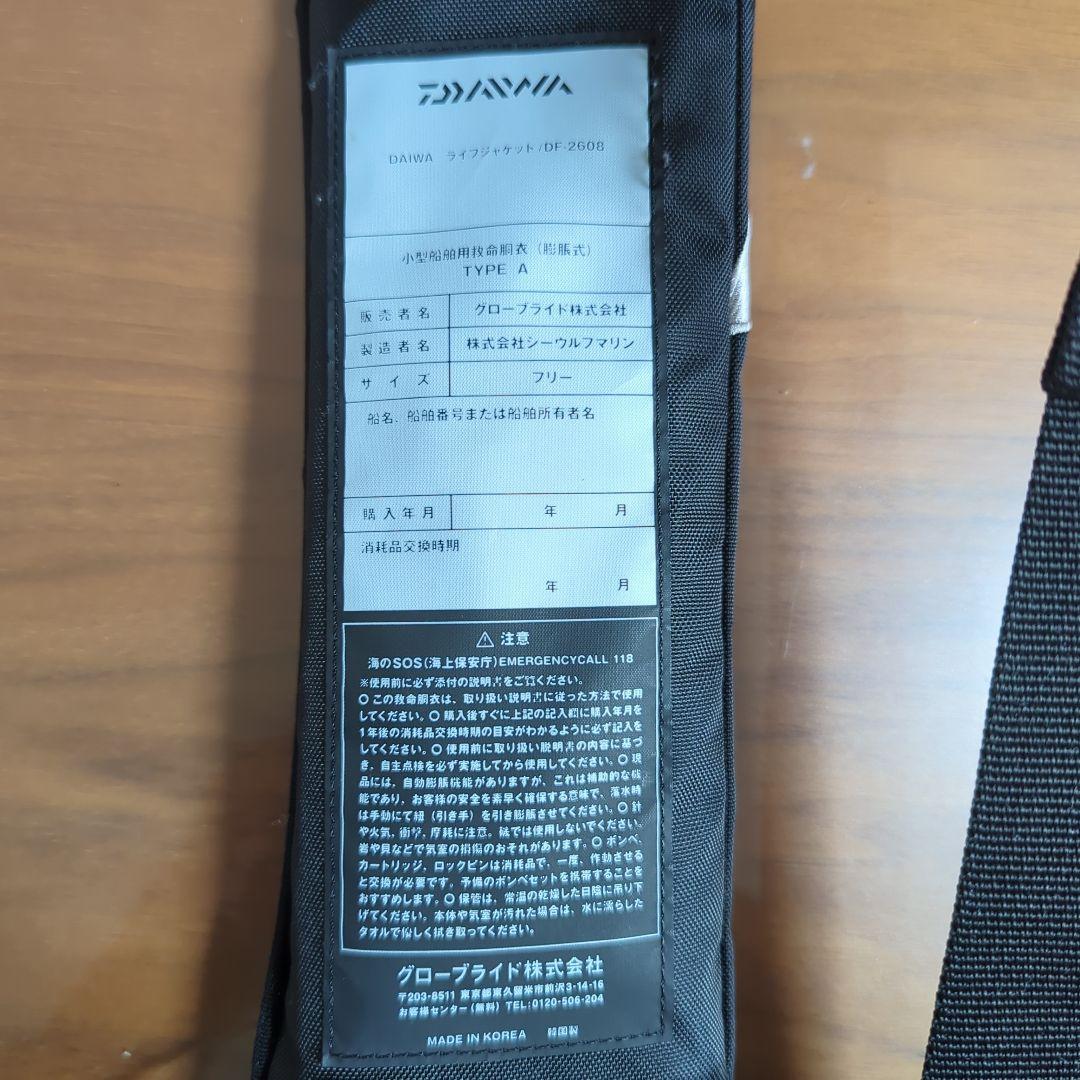 DAIWA
DAIWA ライフジャケット/DF-2608
小型船舶用救命胴衣（膨脹式）
TYPE A
販売者名 グローブライド株式会社
製造者名 株式会社シーウルフマリン
サイズ フリー
船名、船舶番号または船舶所有者名
購入年月 年 月
消耗品交換時期
年 月
⚠ 注意
海のSOS(海上保安庁)EMERGENCYCALL 118
※使用前に必ず添付の説明書をご覧ください。
○ この救命胴衣は、取り扱い説明書に従った方法で使用
してください。○ 購入後すぐに上記の記入欄に購入年月を
1年後の消耗品交換時期の目安がわかるように必ず記入を
してください。○ 使用前に取り扱い説明書の内容に基づ
き、自主点検を必ず実施してから使用してください。○ 現
品には、自動膨脹機能がありますが、これは補助的な機
能であり、お客様の安全を素早く確保する意味で、落水時
は手動にて紐（引き手）を引き膨脹させてください。○ 針
や火気、衝撃、摩耗に注意。磯では使用しないでください。
岩や貝などで気室の損傷のおそれがあります。○ ボンベ、
カートリッジ、ロックピンは消耗品で、一度、作動させる
と交換が必要です。予備のボンベセットを携帯することを
おすすめします。○ 保管は、常温の乾燥した日陰に吊り下
げてください。本体や気室が汚れた場合は、水に濡らした
タオルで優しく拭き取ってください。
グローブライド株式会社
〒203-8511 東京都東久留米市前沢3-14-16
お客様センター（無料）TEL:0120-506-204
MADE IN KOREA 韓国製